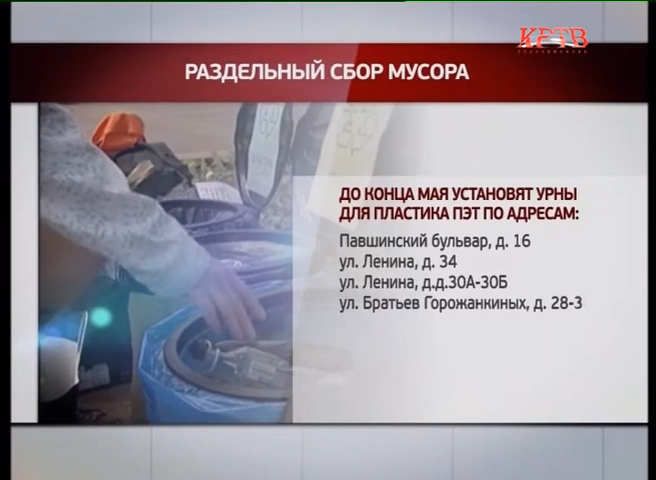 КРТВ
РАЗДЕЛЬНЫЙ СБОР МУСОРА
ДО КОНЦА МАЯ УСТАНОВЯТ УРНЫ
ДЛЯ ПЛАСТИКА ПЭТ ПО АДРЕСАМ:
Павшинский бульвар, д. 16
ул. Ленина, д. 34
ул. Ленина, д.д.30А-30Б
ул. Братьев Горожанкиных, д. 28-3